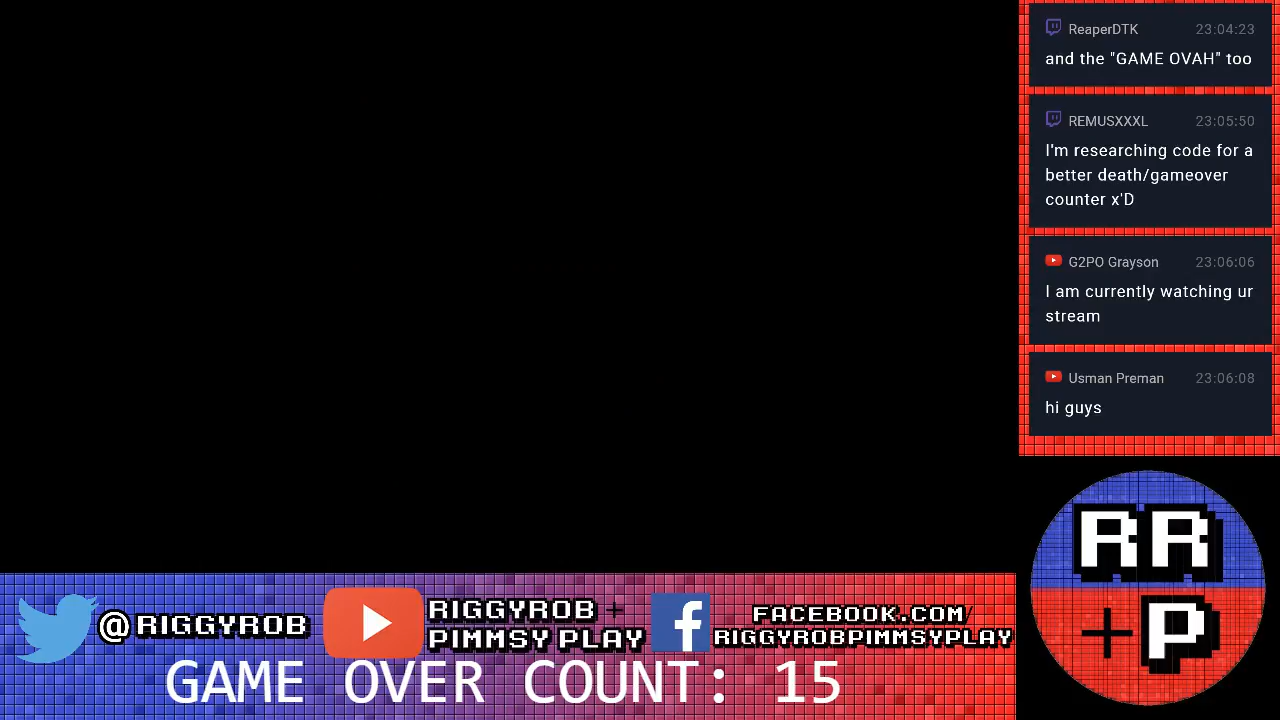 ReaperDTK 23:04:23
and the "GAME OVAH" too
REMUSXXXL 23:05:50
I'm researching code for a
better death/gameover
counter x'D
G2PO Grayson 23:06:06
I am currently watching ur
stream
Usman Preman 23:06:08
hi guys
RR
+P
@RIGGYROB
RIGGYROB +
PIMMSY PLAY
FACEBOOK.COM/
RIGGYROBPIMMSYPLAY
GAME OVER COUNT: 15